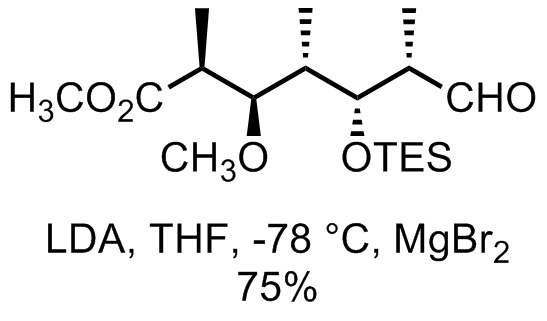 H₃CO₂C CHO
CH₃O OTES
LDA, THF, -78 °C, MgBr₂
75%